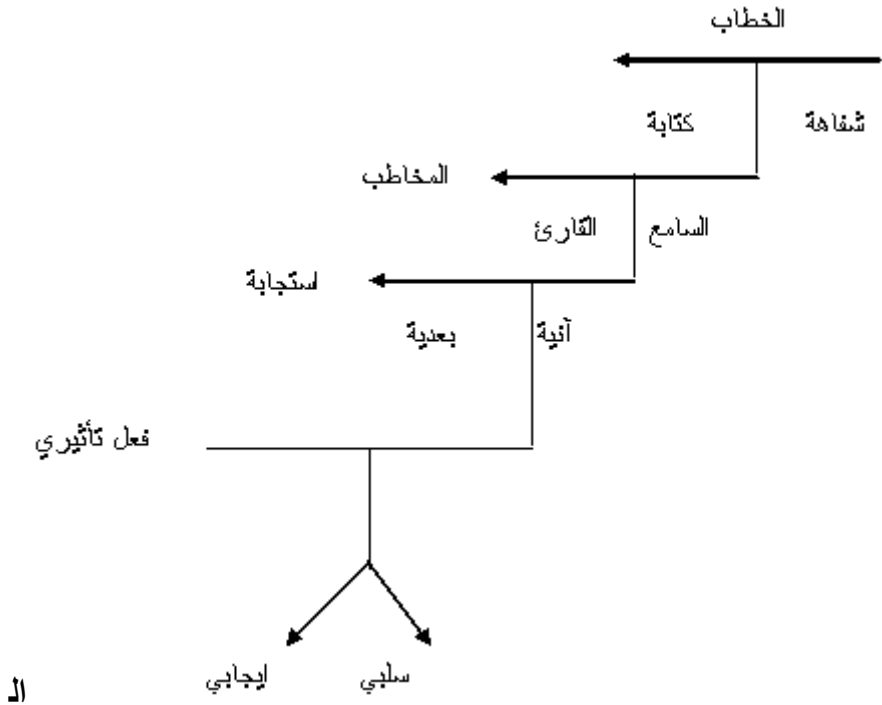 الخطاب
شفاهة كتابة
المخاطب
السامع القارئ
استجابة
آنية بعدية
فعل تأثيري
سلبي ايجابي
الـ